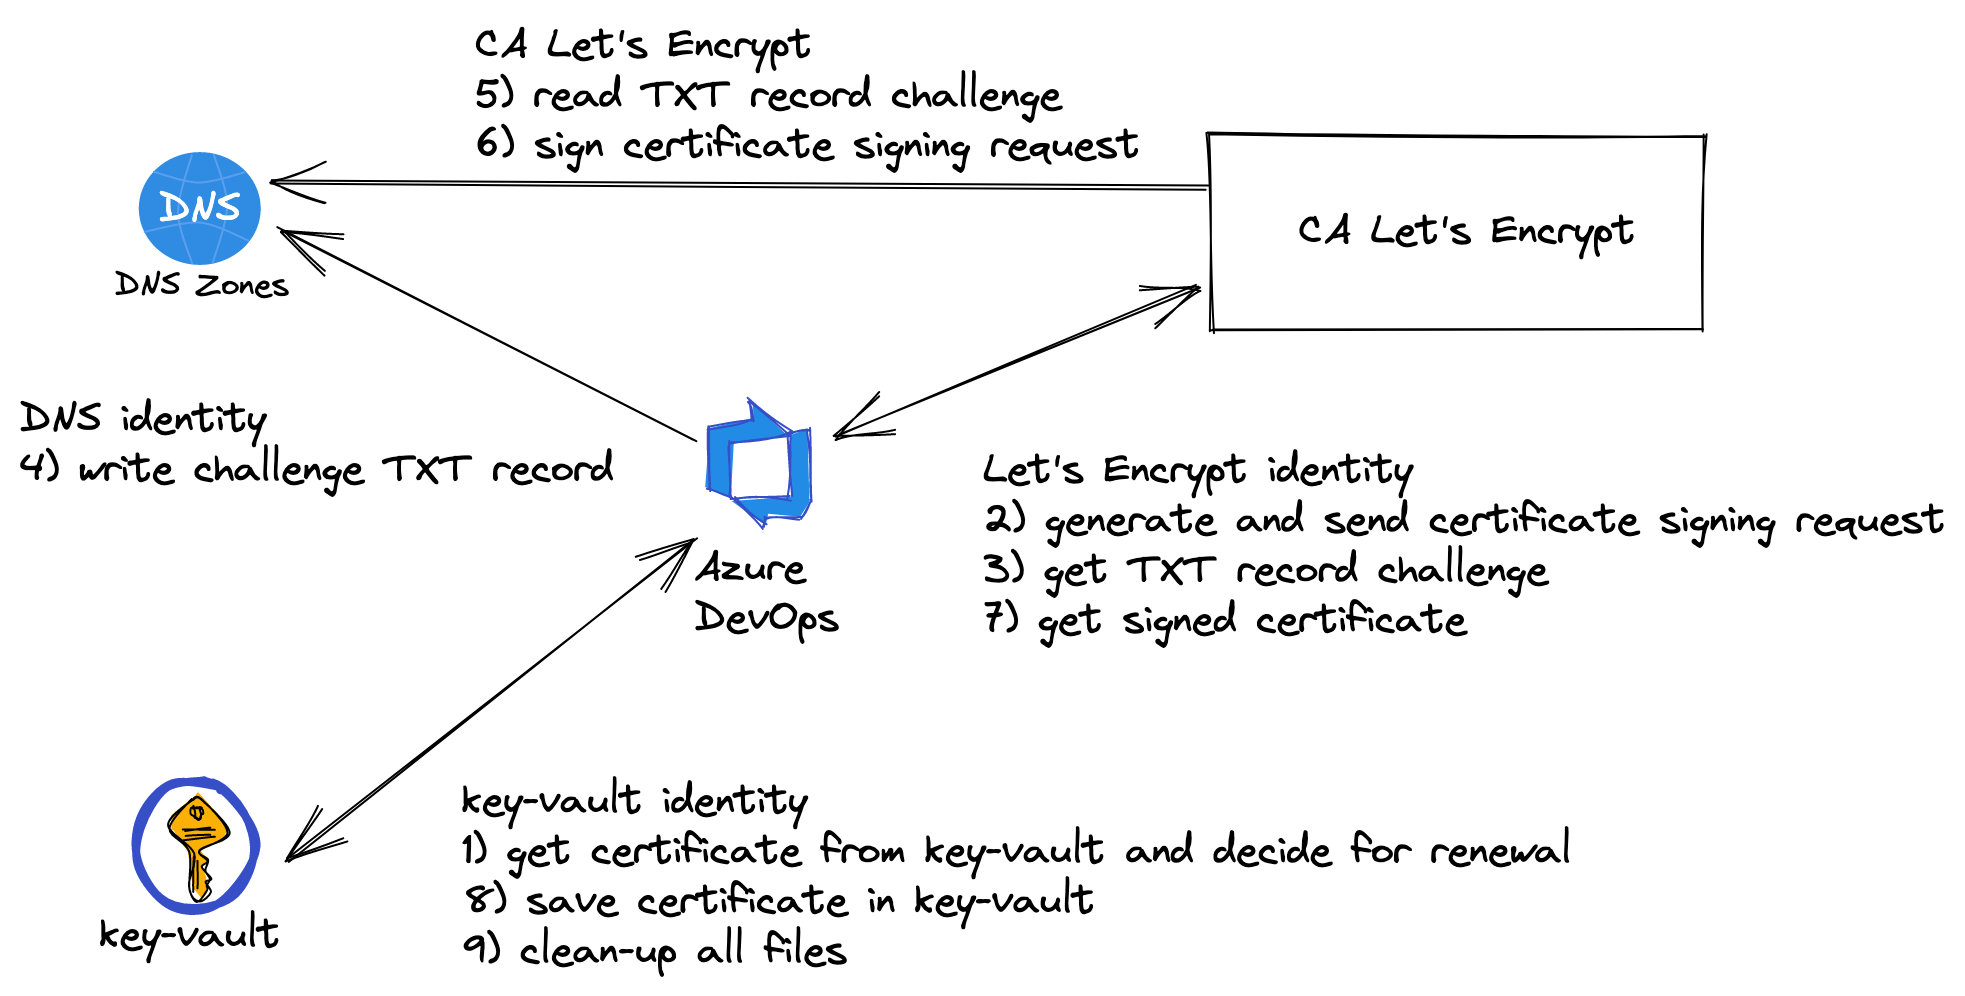 CA Let's Encrypt
5) read TXT record challenge
6) sign certificate signing request
DNS
DNS Zones
CA Let's Encrypt
DNS identity
4) write challenge TXT record
Azure
DevOps
Let's Encrypt identity
2) generate and send certificate signing request
3) get TXT record challenge
7) get signed certificate
key-vault
key-vault identity
1) get certificate from key-vault and decide for renewal
8) save certificate in key-vault
9) clean-up all files